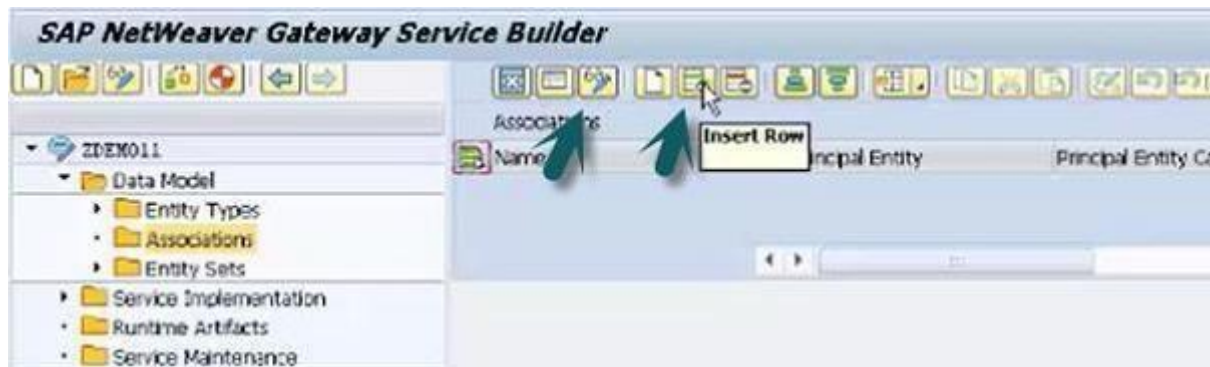 SAP NetWeaver Gateway Service Builder
Associations
Insert Row
Name
ncipal Entity
Principal Entity Ca
ZDEMO11
Data Model
Entity Types
Associations
Entity Sets
Service Implementation
Runtime Artifacts
Service Maintenance